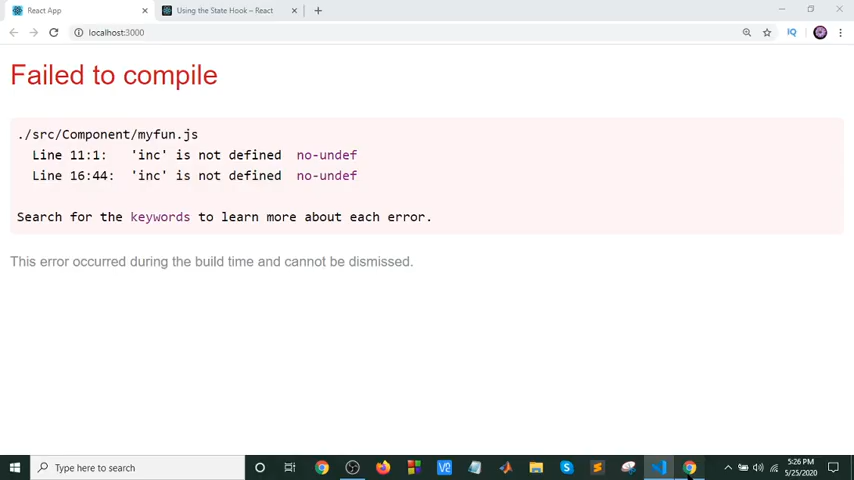 React App
Using the State Hook – React
localhost:3000
IQ
Failed to compile
./src/Component/myfun.js
Line 11:1: 'inc' is not defined no-undef
Line 16:44: 'inc' is not defined no-undef
Search for the keywords to learn more about each error.
This error occurred during the build time and cannot be dismissed.
Type here to search
V2
5:26 PM
5/25/2020